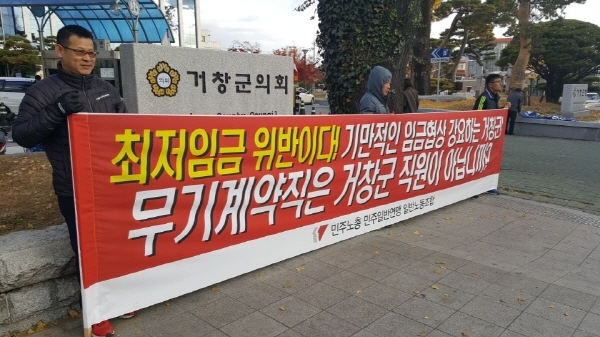 거창군의회
최저임금 위반이다! 기만적인 임금협상 강요하는 거창군!
무기계약직은 거창군 직원이 아닙니까?
민주노총 민주일반연맹 일반노동조합